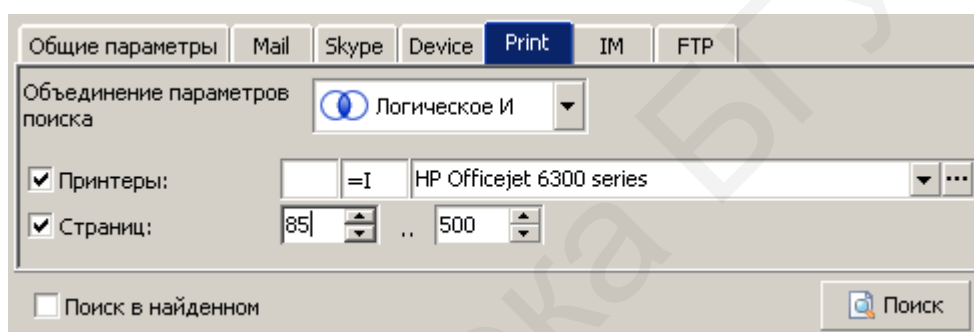 Общие параметры Mail Skype Device Print IM FTP
Объединение параметров
поиска
Логическое И
Принтеры: =I HP Officejet 6300 series ...
Страниц: 85 .. 500
Поиск в найденном Поиск